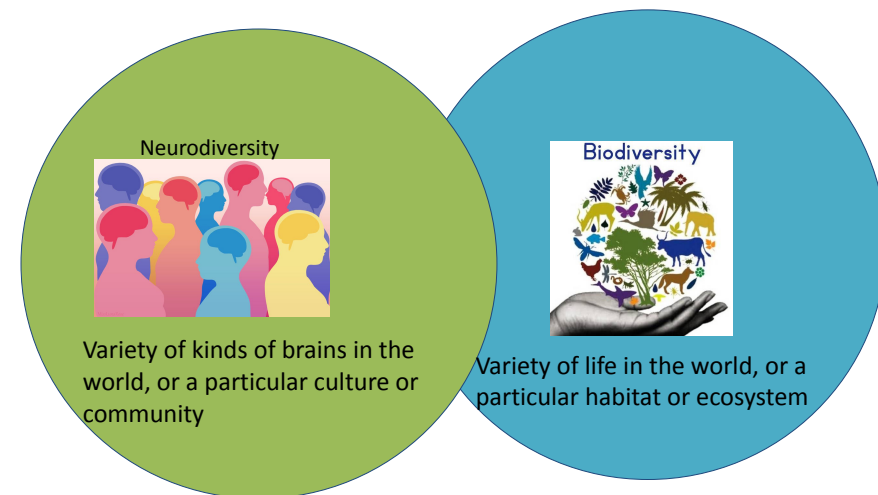 Neurodiversity
Variety of kinds of brains in the
world, or a particular culture or
community
Biodiversity
Variety of life in the world, or a
particular habitat or ecosystem